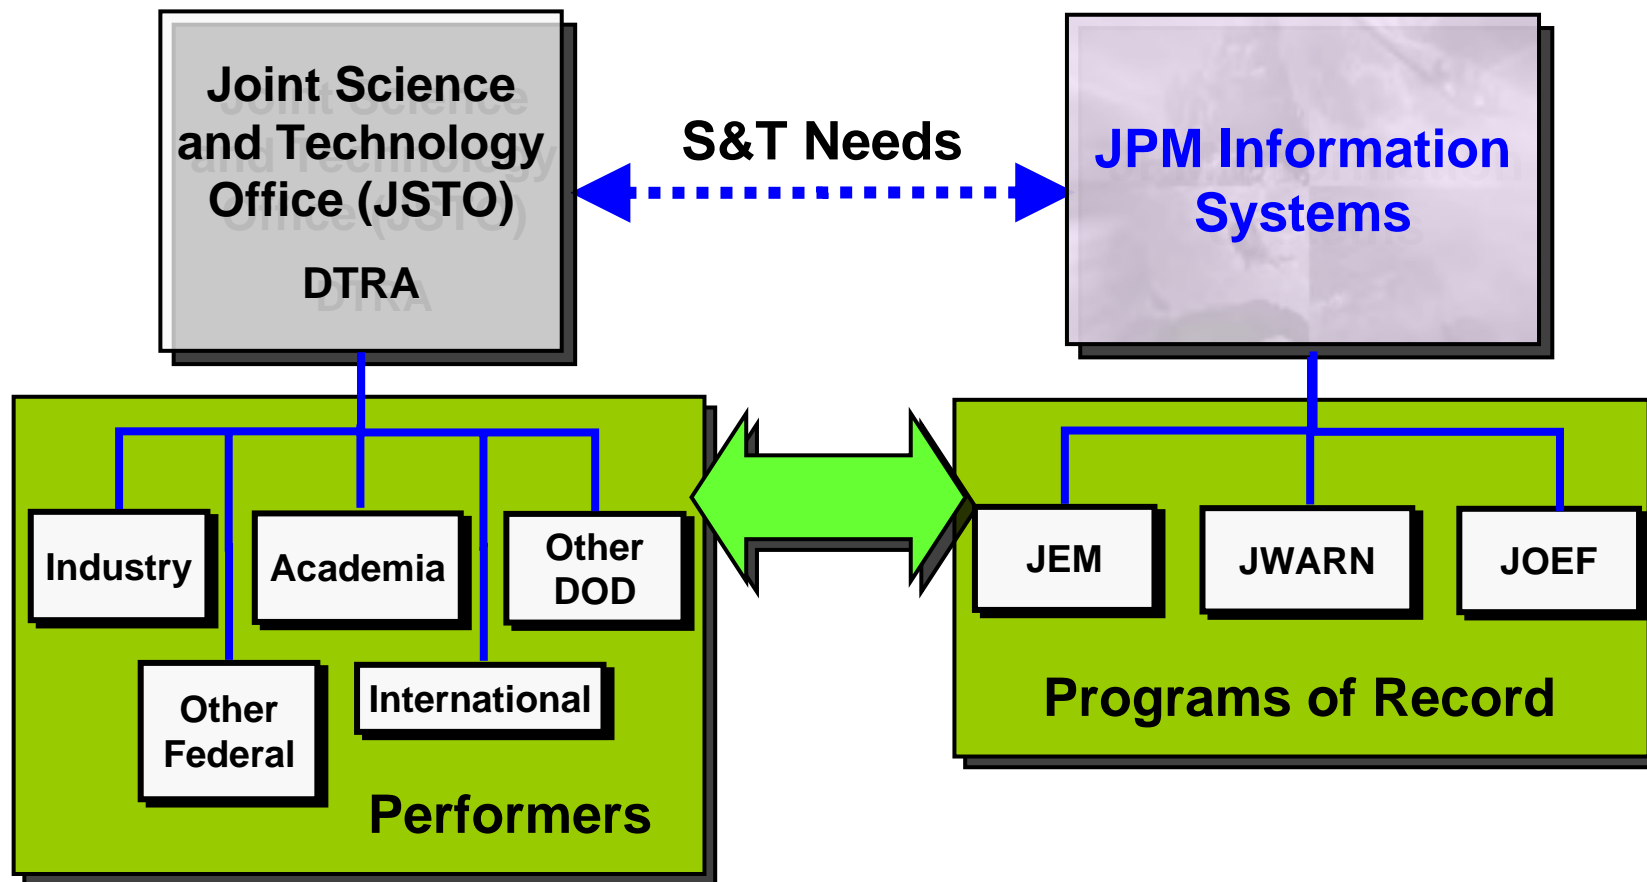 Joint Science
and Technology
Office (JSTO)
DTRA
S&T Needs
JPM Information
Systems
Industry
Academia
Other
DOD
Other
Federal
International
Performers
JEM
JWARN
JOEF
Programs of Record